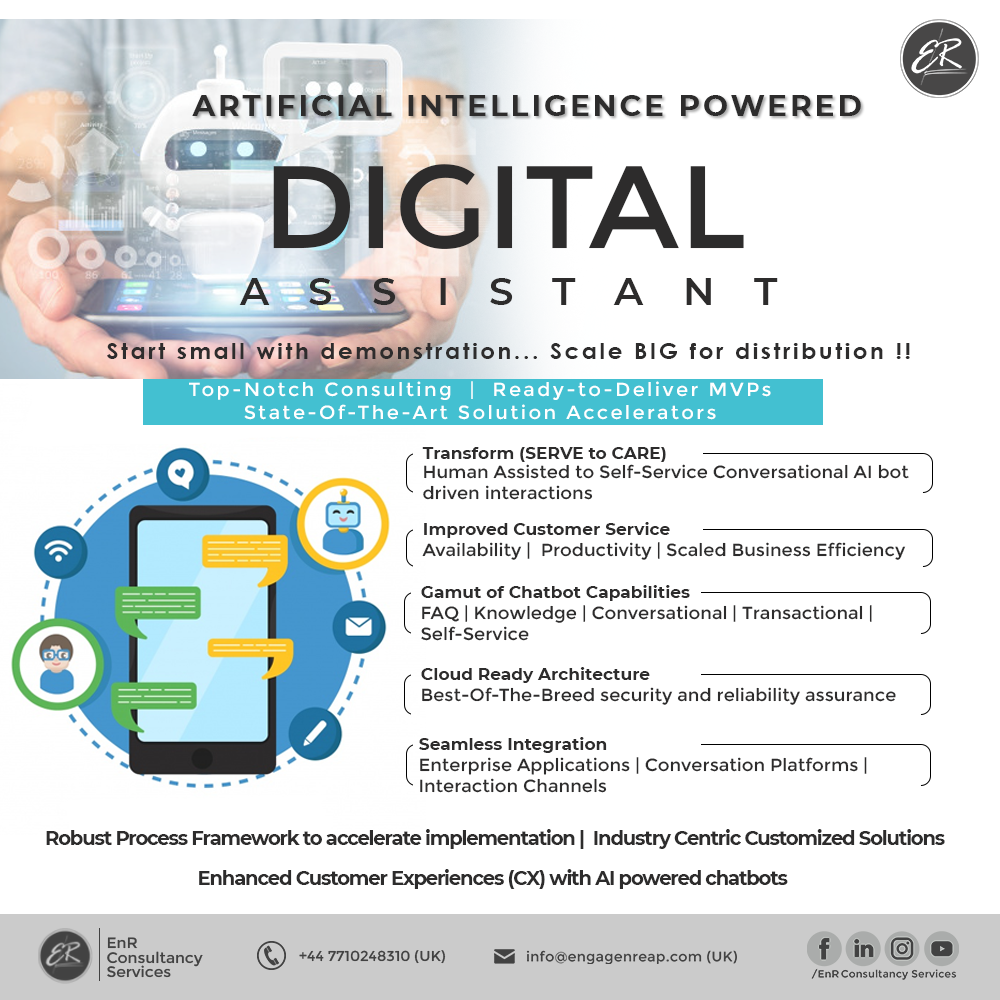 ER
ARTIFICIAL INTELLIGENCE POWERED
DIGITAL
ASSISTANT
Start small with demonstration... Scale BIG for distribution !!
Top-Notch Consulting | Ready-to-Deliver MVPs
State-Of-The-Art Solution Accelerators
Transform (SERVE to CARE)
Human Assisted to Self-Service Conversational AI bot
driven interactions
Improved Customer Service
Availability | Productivity | Scaled Business Efficiency
Gamut of Chatbot Capabilities
FAQ | Knowledge | Conversational | Transactional |
Self-Service
Cloud Ready Architecture
Best-Of-The-Breed security and reliability assurance
Seamless Integration
Enterprise Applications | Conversation Platforms |
Interaction Channels
Robust Process Framework to accelerate implementation | Industry Centric Customized Solutions
Enhanced Customer Experiences (CX) with AI powered chatbots
ER
EnR
Consultancy
Services
+44 7710248310 (UK)
info@engagenreap.com (UK)
/EnR Consultancy Services